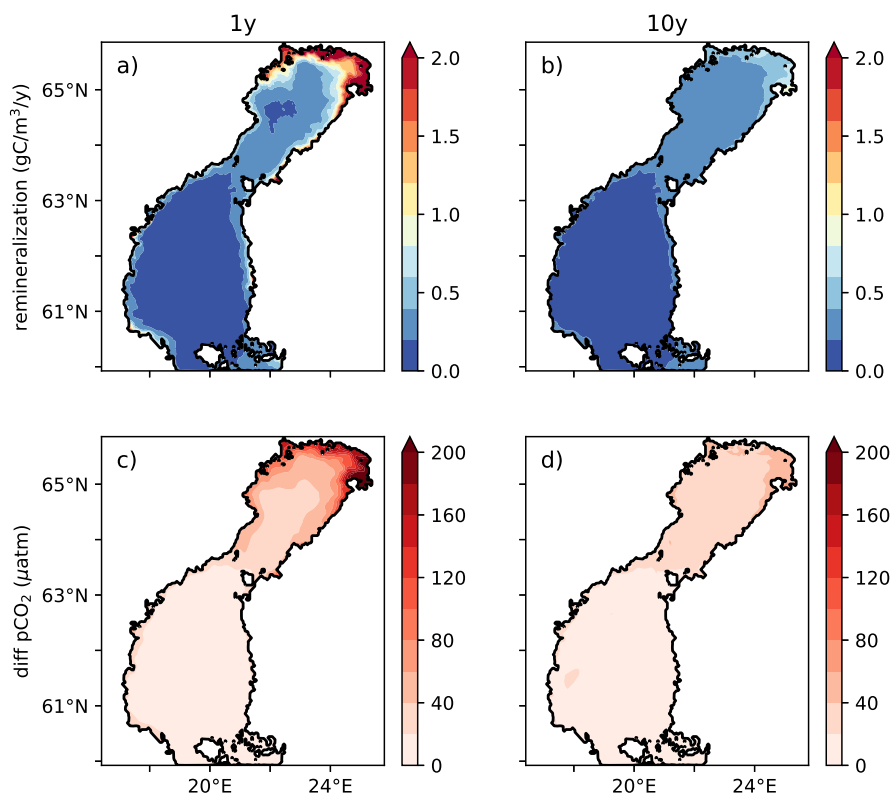 1y
10y
a)
b)
remineralization (gC/m³/y)
65°N
63°N
61°N
2.0
1.5
1.0
0.5
0.0
2.0
1.5
1.0
0.5
0.0
c)
d)
diff pCO₂ (μatm)
65°N
63°N
61°N
200
160
120
80
40
0
200
160
120
80
40
0
20°E
24°E
20°E
24°E